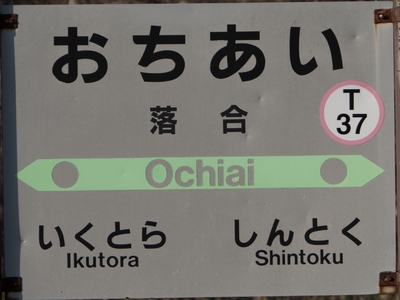 おちあい
落合
T
37
Ochiai
いくとら しんとく
Ikutora Shintoku